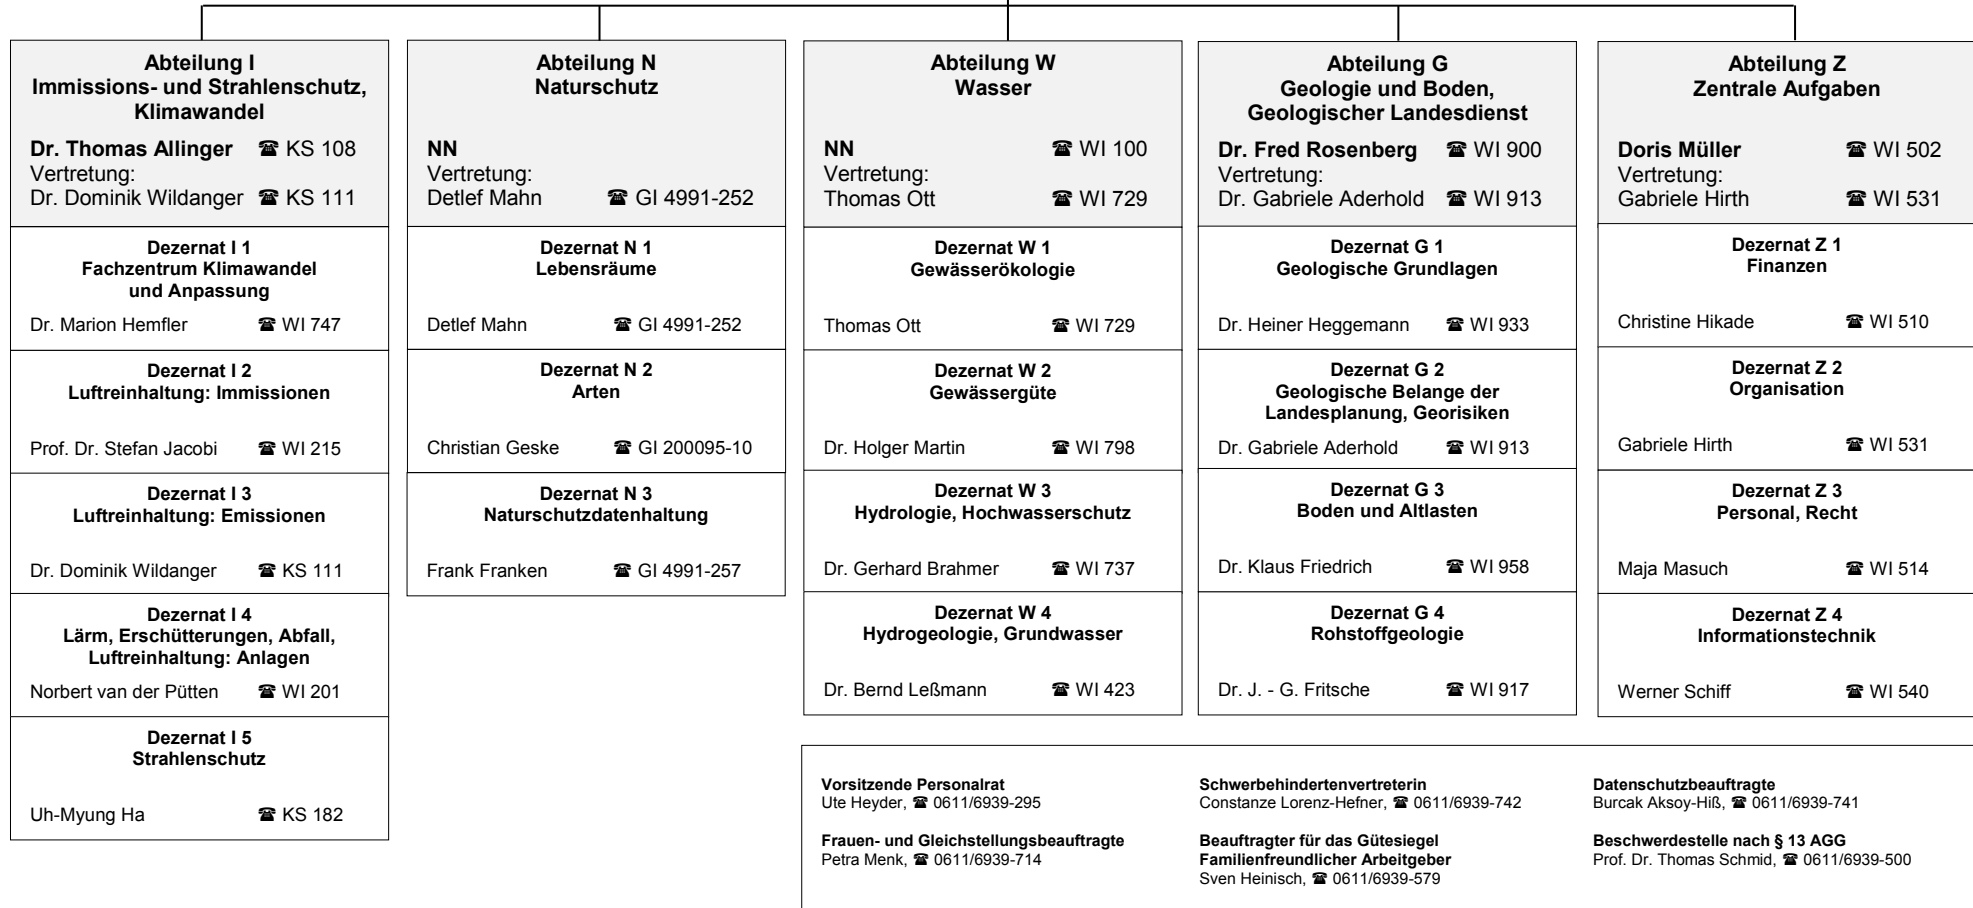 Abteilung I
Immissions- und Strahlenschutz,
Klimawandel
Dr. Thomas Allinger ☎ KS 108
Vertretung:
Dr. Dominik Wildanger ☎ KS 111
Dezernat I 1
Fachzentrum Klimawandel
und Anpassung
Dr. Marion Hemfler ☎ WI 747
Dezernat I 2
Luftreinhaltung: Immissionen
Prof. Dr. Stefan Jacobi ☎ WI 215
Dezernat I 3
Luftreinhaltung: Emissionen
Dr. Dominik Wildanger ☎ KS 111
Dezernat I 4
Lärm, Erschütterungen, Abfall,
Luftreinhaltung: Anlagen
Norbert van der Pütten ☎ WI 201
Dezernat I 5
Strahlenschutz
Uh-Myung Ha ☎ KS 182
Abteilung N
Naturschutz
NN
Vertretung:
Detlef Mahn ☎ GI 4991-252
Dezernat N 1
Lebensräume
Detlef Mahn ☎ GI 4991-252
Dezernat N 2
Arten
Christian Geske ☎ GI 200095-10
Dezernat N 3
Naturschutzdatenhaltung
Frank Franken ☎ GI 4991-257
Abteilung W
Wasser
NN ☎ WI 100
Vertretung:
Thomas Ott ☎ WI 729
Dezernat W 1
Gewässerökologie
Thomas Ott ☎ WI 729
Dezernat W 2
Gewässergüte
Dr. Holger Martin ☎ WI 798
Dezernat W 3
Hydrologie, Hochwasserschutz
Dr. Gerhard Brahmer ☎ WI 737
Dezernat W 4
Hydrogeologie, Grundwasser
Dr. Bernd Leßmann ☎ WI 423
Abteilung G
Geologie und Boden,
Geologischer Landesdienst
Dr. Fred Rosenberg ☎ WI 900
Vertretung:
Dr. Gabriele Aderhold ☎ WI 913
Dezernat G 1
Geologische Grundlagen
Dr. Heiner Heggemann ☎ WI 933
Dezernat G 2
Geologische Belange der
Landesplanung, Georisiken
Dr. Gabriele Aderhold ☎ WI 913
Dezernat G 3
Boden und Altlasten
Dr. Klaus Friedrich ☎ WI 958
Dezernat G 4
Rohstoffgeologie
Dr. J. - G. Fritsche ☎ WI 917
Abteilung Z
Zentrale Aufgaben
Doris Müller ☎ WI 502
Vertretung:
Gabriele Hirth ☎ WI 531
Dezernat Z 1
Finanzen
Christine Hikade ☎ WI 510
Dezernat Z 2
Organisation
Gabriele Hirth ☎ WI 531
Dezernat Z 3
Personal, Recht
Maja Masuch ☎ WI 514
Dezernat Z 4
Informationstechnik
Werner Schiff ☎ WI 540
Vorsitzende Personalrat
Ute Heyder, ☎ 0611/6939-295
Frauen- und Gleichstellungsbeauftragte
Petra Menk, ☎ 0611/6939-714
Schwerbehindertenvertreterin
Constanze Lorenz-Hefner, ☎ 0611/6939-742
Beauftragter für das Gütesiegel
Familienfreundlicher Arbeitgeber
Sven Heinisch, ☎ 0611/6939-579
Datenschutzbeauftragte
Burcak Aksoy-Hiß, ☎ 0611/6939-741
Beschwerdestelle nach § 13 AGG
Prof. Dr. Thomas Schmid, ☎ 0611/6939-500